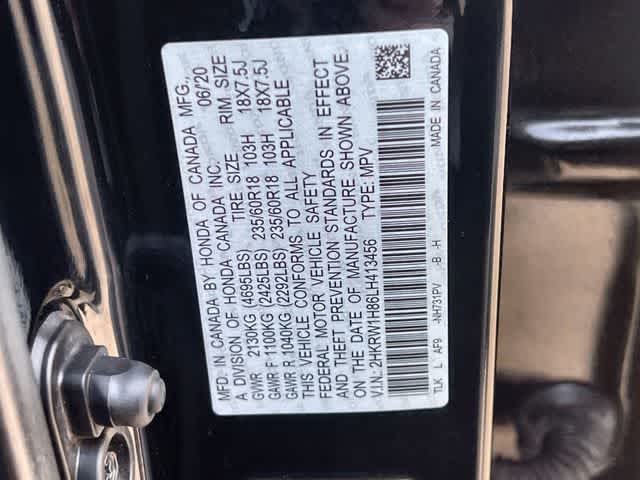 MFD. IN CANADA BY HONDA OF CANADA MFG.,
A DIVISION OF HONDA CANADA INC. 06/20
TIRE SIZE RIM SIZE
GVWR 2130KG (4695LBS)
GAWR F 1100KG (2425LBS) 235/60R18 103H 18X7.5J
GAWR R 1040KG (2292LBS) 235/60R18 103H 18X7.5J
THIS VEHICLE CONFORMS TO ALL APPLICABLE
FEDERAL MOTOR VEHICLE SAFETY
AND THEFT PREVENTION STANDARDS IN EFFECT
ON THE DATE OF MANUFACTURE SHOWN ABOVE.
V.I.N.: 2HKRW1H86LH413456 TYPE: MPV
TLK L AF9 -NH731PV -B -H MADE IN CANADA